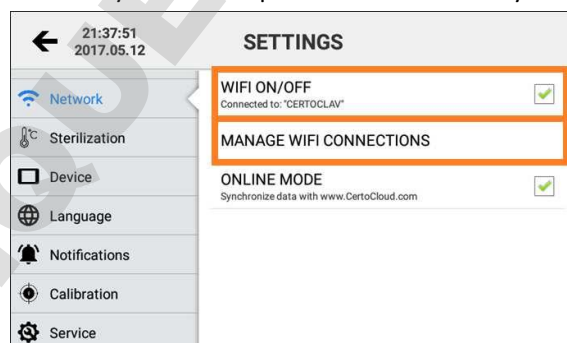 21:37:51
2017.05.12
SETTINGS
Network
Sterilization
Device
Language
Notifications
Calibration
Service
WIFI ON/OFF
Connected to: "CERTOCLAV"
MANAGE WIFI CONNECTIONS
ONLINE MODE
Synchronize data with www.CertoCloud.com